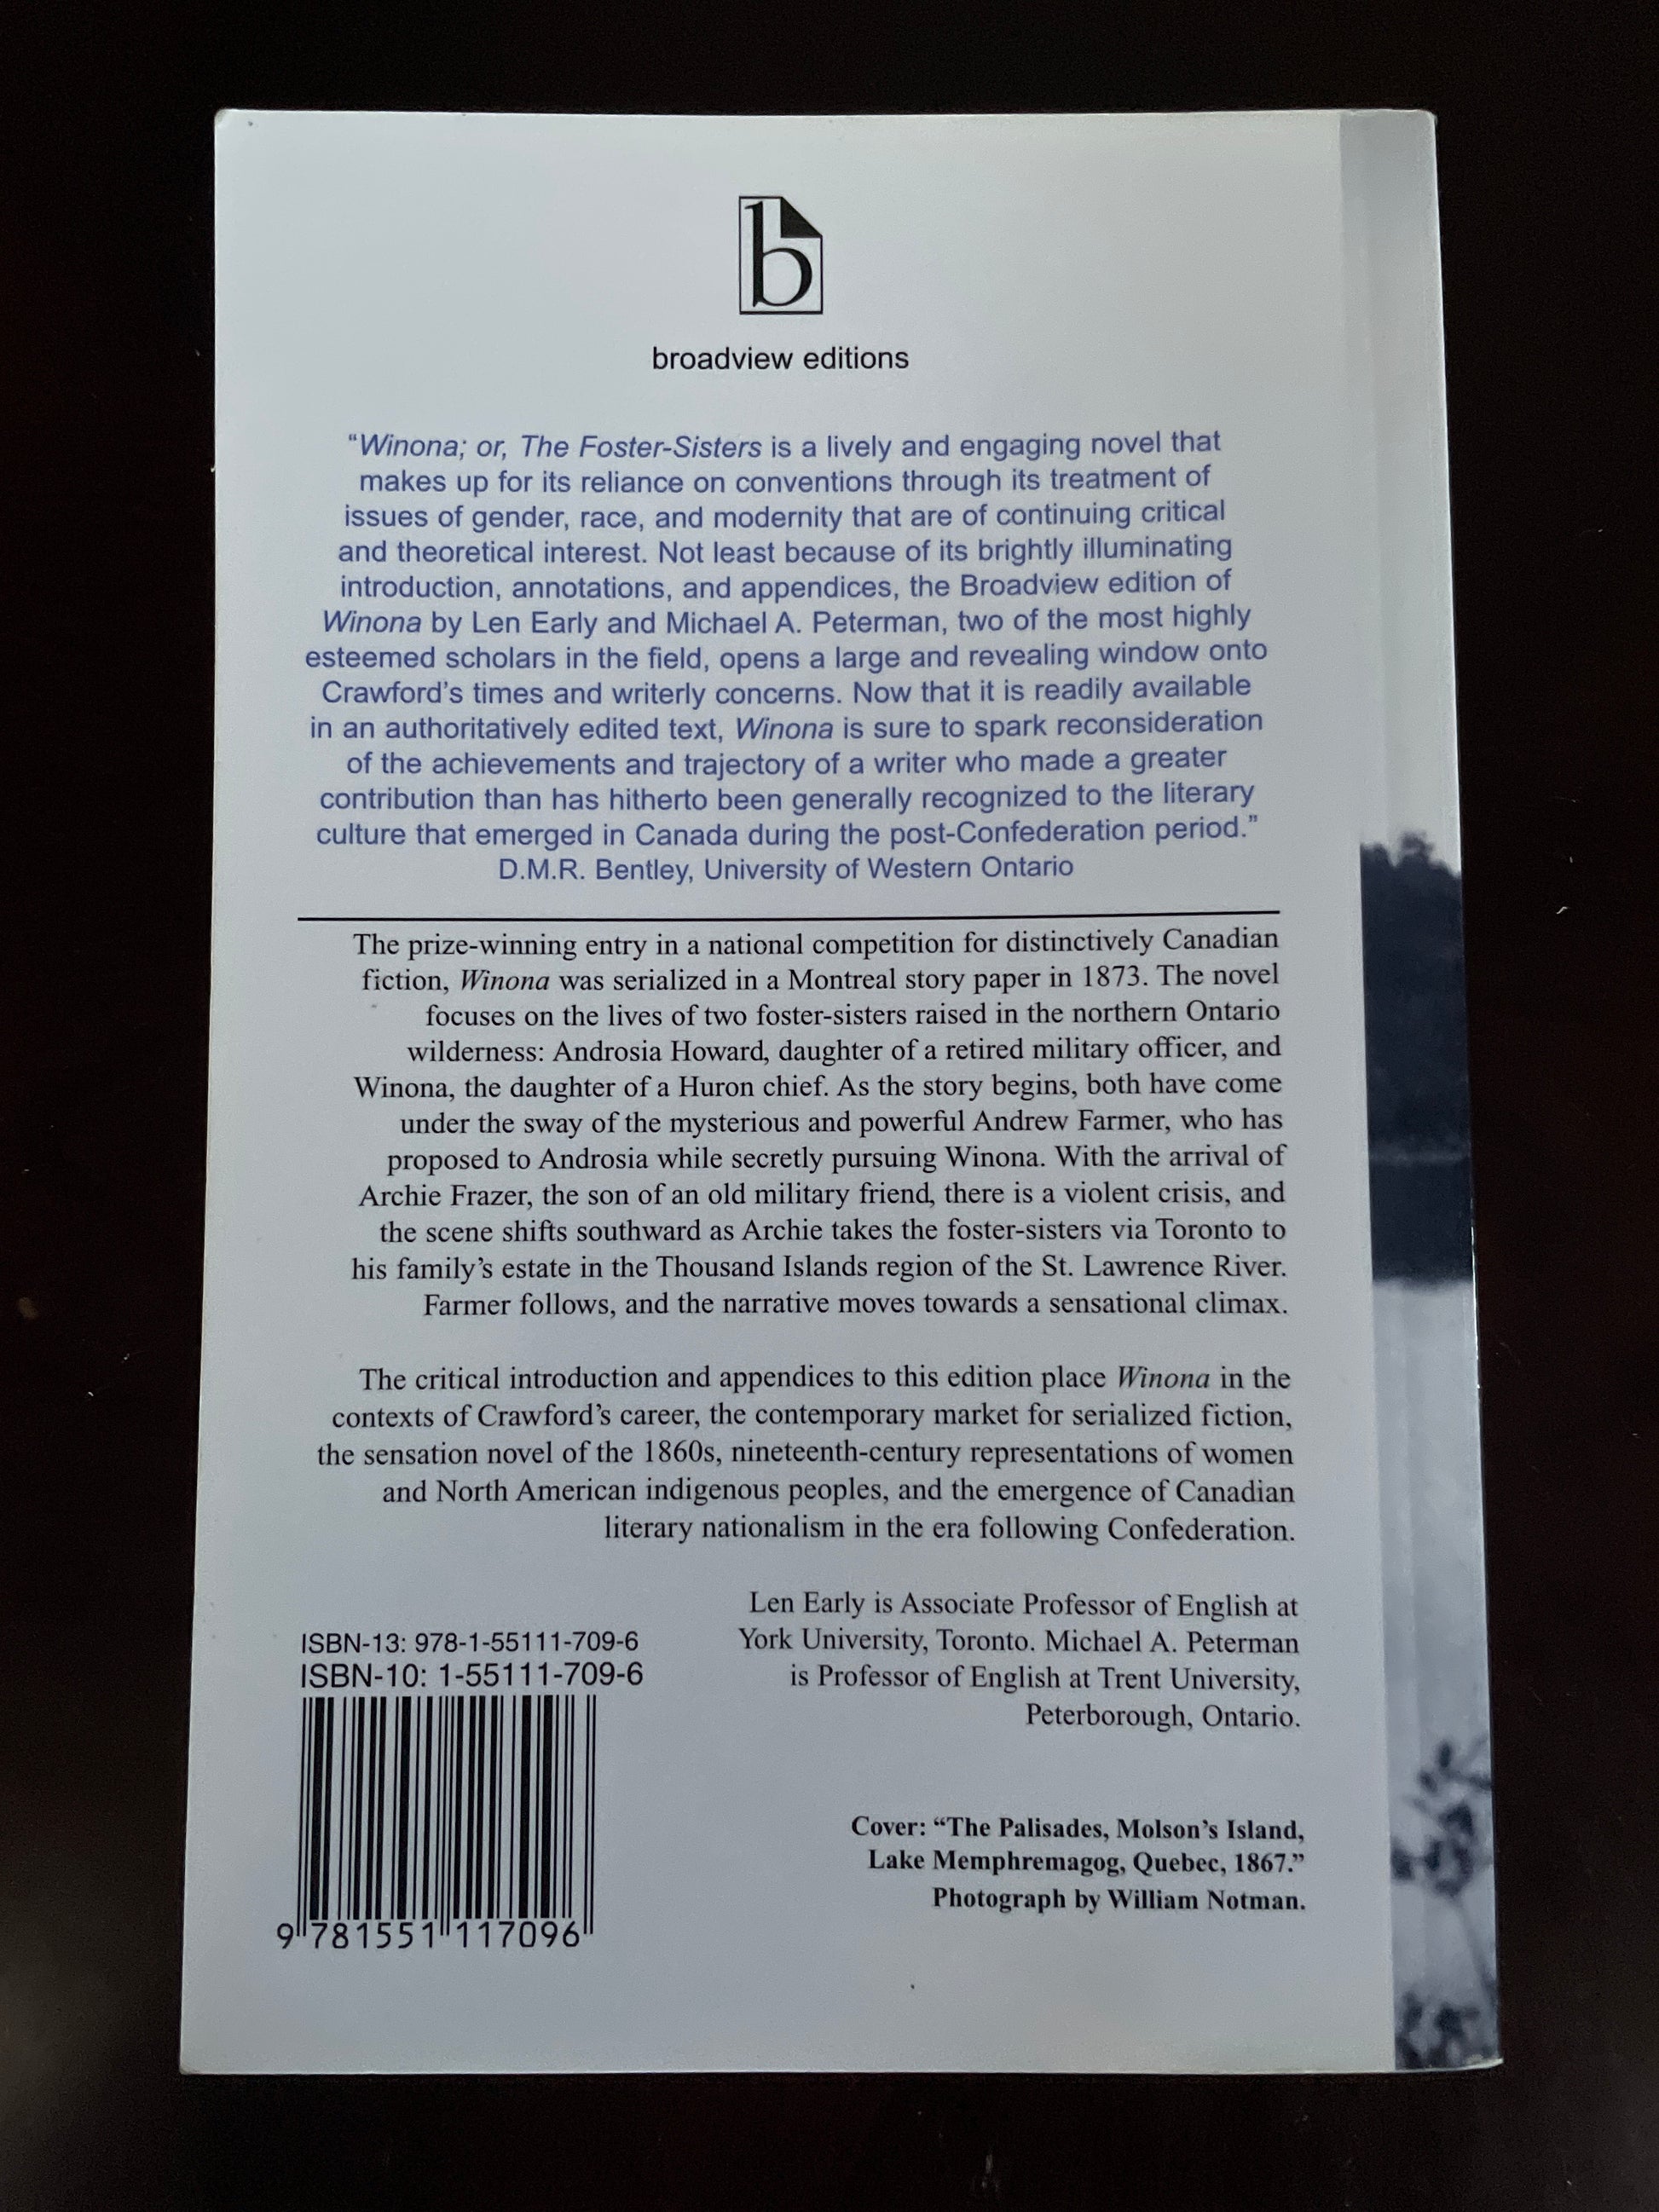 b
broadview editions
“Winona; or, The Foster-Sisters is a lively and engaging novel that
makes up for its reliance on conventions through its treatment of
issues of gender, race, and modernity that are of continuing critical
and theoretical interest. Not least because of its brightly illuminating
introduction, annotations, and appendices, the Broadview edition of
Winona by Len Early and Michael A. Peterman, two of the most highly
esteemed scholars in the field, opens a large and revealing window onto
Crawford’s times and writerly concerns. Now that it is readily available
in an authoritatively edited text, Winona is sure to spark reconsideration
of the achievements and trajectory of a writer who made a greater
contribution than has hitherto been generally recognized to the literary
culture that emerged in Canada during the post-Confederation period.”
D.M.R. Bentley, University of Western Ontario
The prize-winning entry in a national competition for distinctively Canadian
fiction, Winona was serialized in a Montreal story paper in 1873. The novel
focuses on the lives of two foster-sisters raised in the northern Ontario
wilderness: Androsia Howard, daughter of a retired military officer, and
Winona, the daughter of a Huron chief. As the story begins, both have come
under the sway of the mysterious and powerful Andrew Farmer, who has
proposed to Androsia while secretly pursuing Winona. With the arrival of
Archie Frazer, the son of an old military friend, there is a violent crisis, and
the scene shifts southward as Archie takes the foster-sisters via Toronto to
his family’s estate in the Thousand Islands region of the St. Lawrence River.
Farmer follows, and the narrative moves towards a sensational climax.
The critical introduction and appendices to this edition place Winona in the
contexts of Crawford’s career, the contemporary market for serialized fiction,
the sensation novel of the 1860s, nineteenth-century representations of women
and North American indigenous peoples, and the emergence of Canadian
literary nationalism in the era following Confederation.
Len Early is Associate Professor of English at
York University, Toronto. Michael A. Peterman
is Professor of English at Trent University,
Peterborough, Ontario.
ISBN-13: 978-1-55111-709-6
ISBN-10: 1-55111-709-6
9 781551 117096
Cover: “The Palisades, Molson’s Island,
Lake Memphremagog, Quebec, 1867.”
Photograph by William Notman.